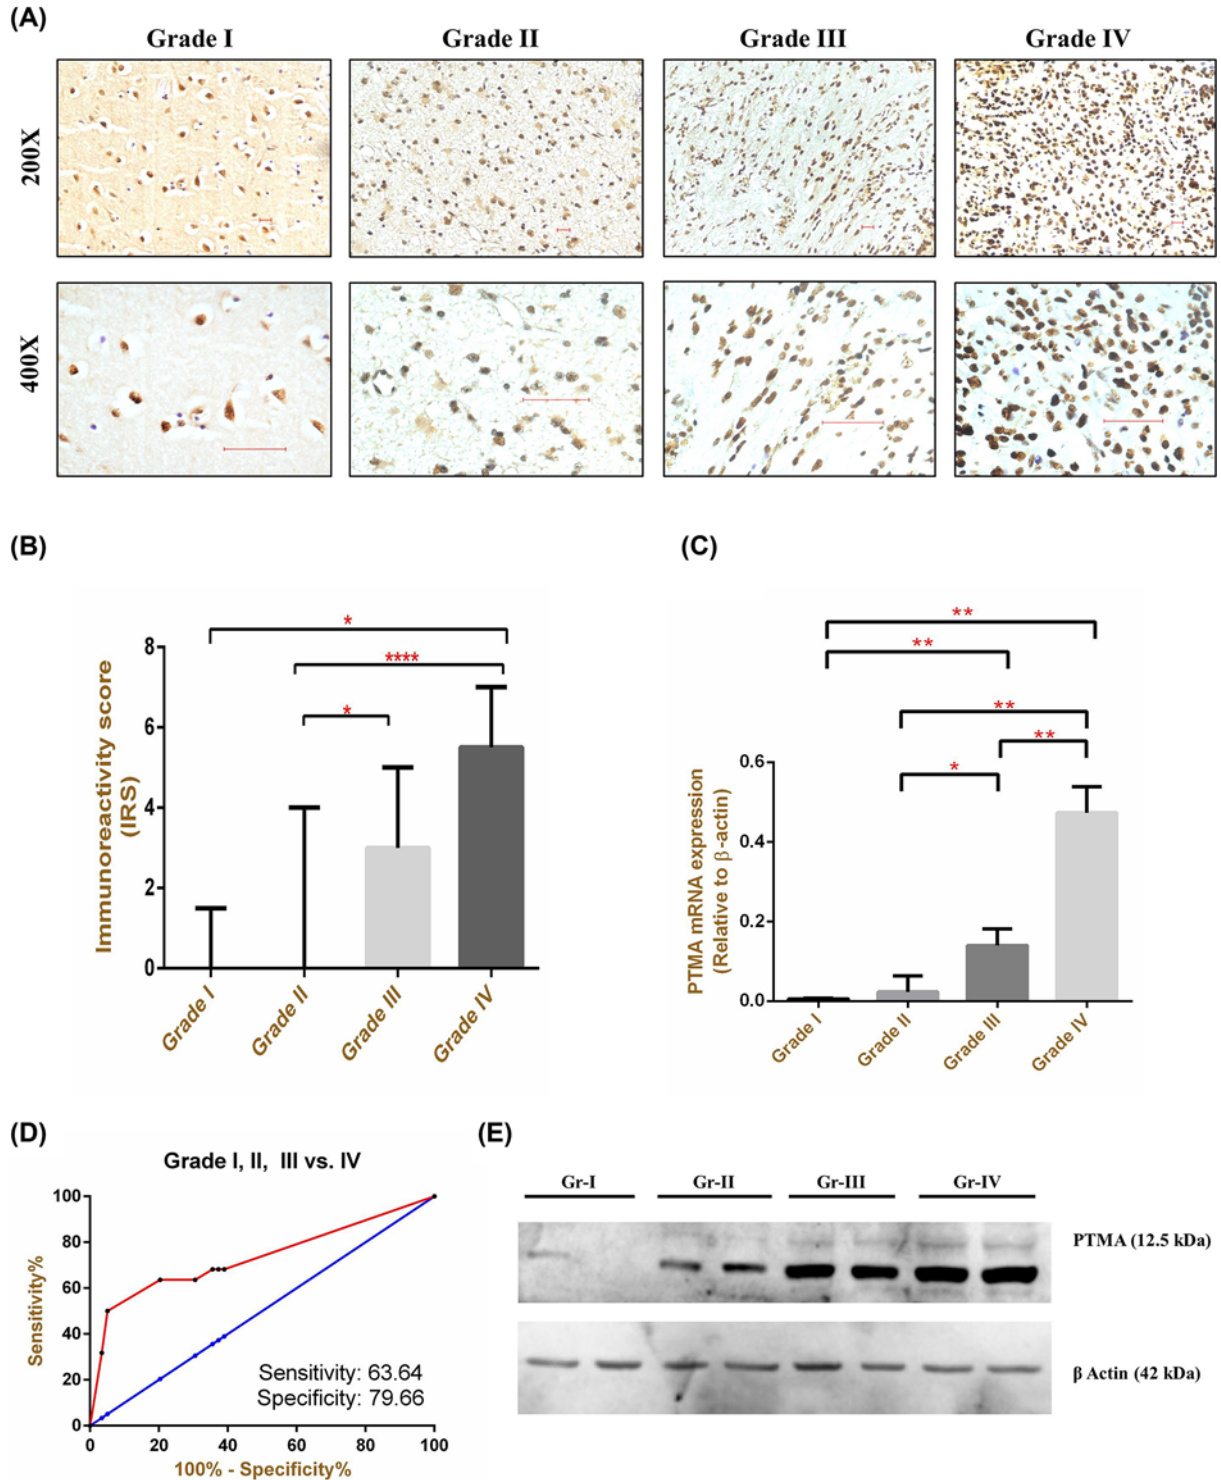 (A)
Grade I
Grade II
Grade III
Grade IV
200X
400X
(B)
*
****
*
Immunoreactivity score
(IRS)
8
6
4
2
0
Grade I
Grade II
Grade III
Grade IV
(C)
**
**
**
**
*
PTMA mRNA expression
(Relative to β-actin)
0.6
0.4
0.2
0.0
Grade I
Grade II
Grade III
Grade IV
(D)
Grade I, II, III vs. IV
Sensitivity%
100
80
60
40
20
0
Sensitivity: 63.64
Specificity: 79.66
0
20
40
60
80
100
100% - Specificity%
(E)
Gr-I
Gr-II
Gr-III
Gr-IV
PTMA (12.5 kDa)
β Actin (42 kDa)